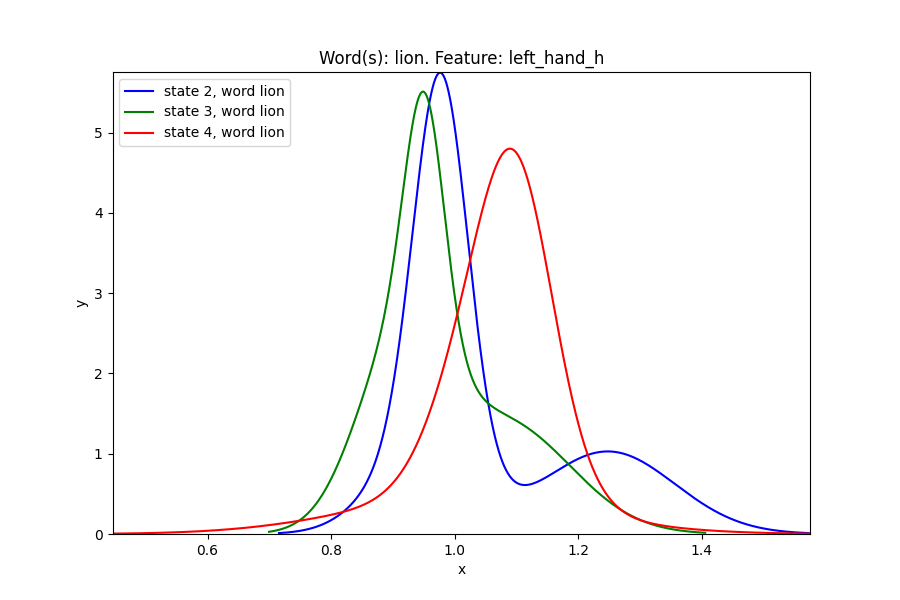 Word(s): lion. Feature: left_hand_h
state 2, word lion
state 3, word lion
state 4, word lion
y
5
4
3
2
1
0
0.6 0.8 1.0 1.2 1.4
x